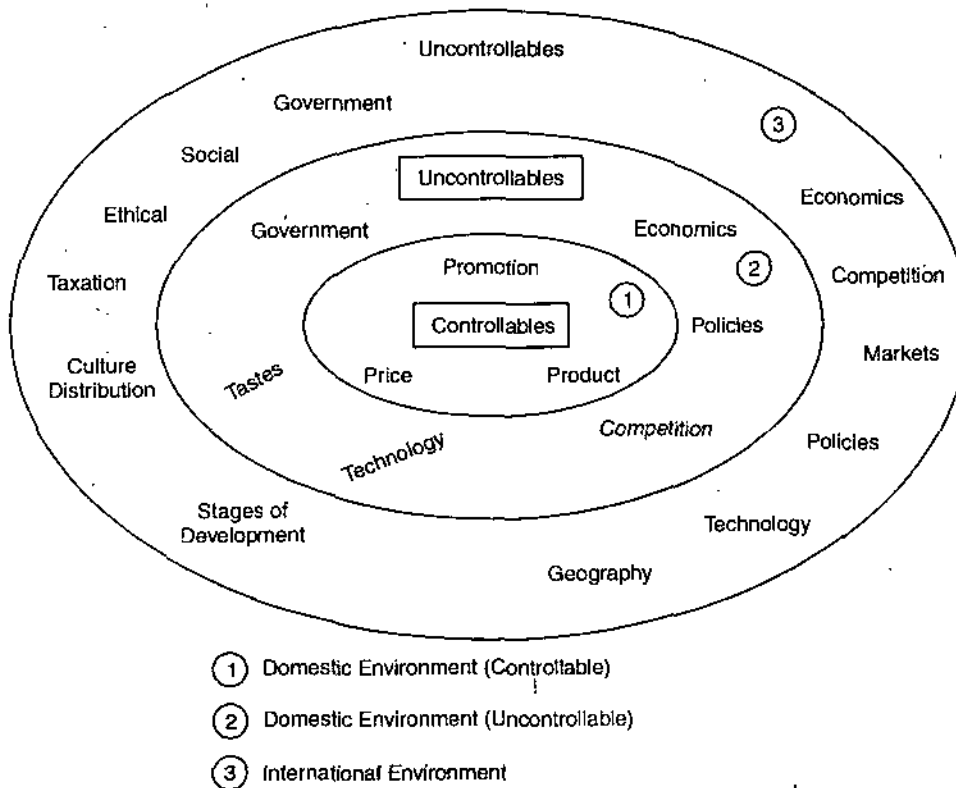 Uncontrollables
Government
3
Social
Uncontrollables
Economics
Ethical
Government
Economics
Promotion
2
Taxation
1
Competition
Controllables
Policies
Markets
Culture
Distribution
Tastes
Price
Product
Technology
Competition
Policies
Stages of
Development
Technology
Geography
1 Domestic Environment (Controttable)
2 Domestic Environment (Uncontrollable)
3 International Environment